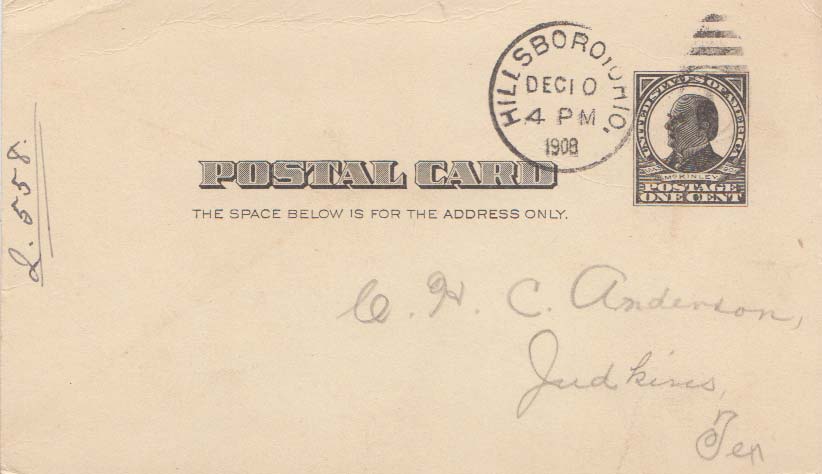 HILLSBORO, OHIO.
DEC 10
4 PM
1908
UNITED STATES OF AMERICA
McKINLEY
POSTAGE
ONE CENT
POSTAL CARD
THE SPACE BELOW IS FOR THE ADDRESS ONLY.
H. C. Anderson,
Judkins,
Tex
558.